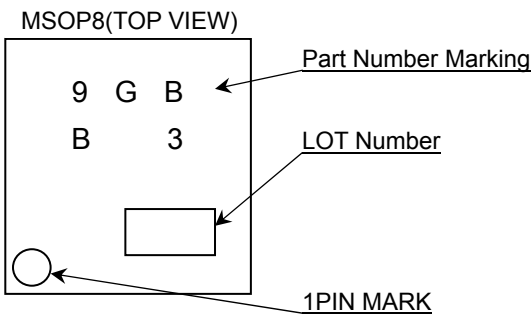 MSOP8(TOP VIEW)
Part Number Marking
9 G B
B 3
LOT Number
1PIN MARK